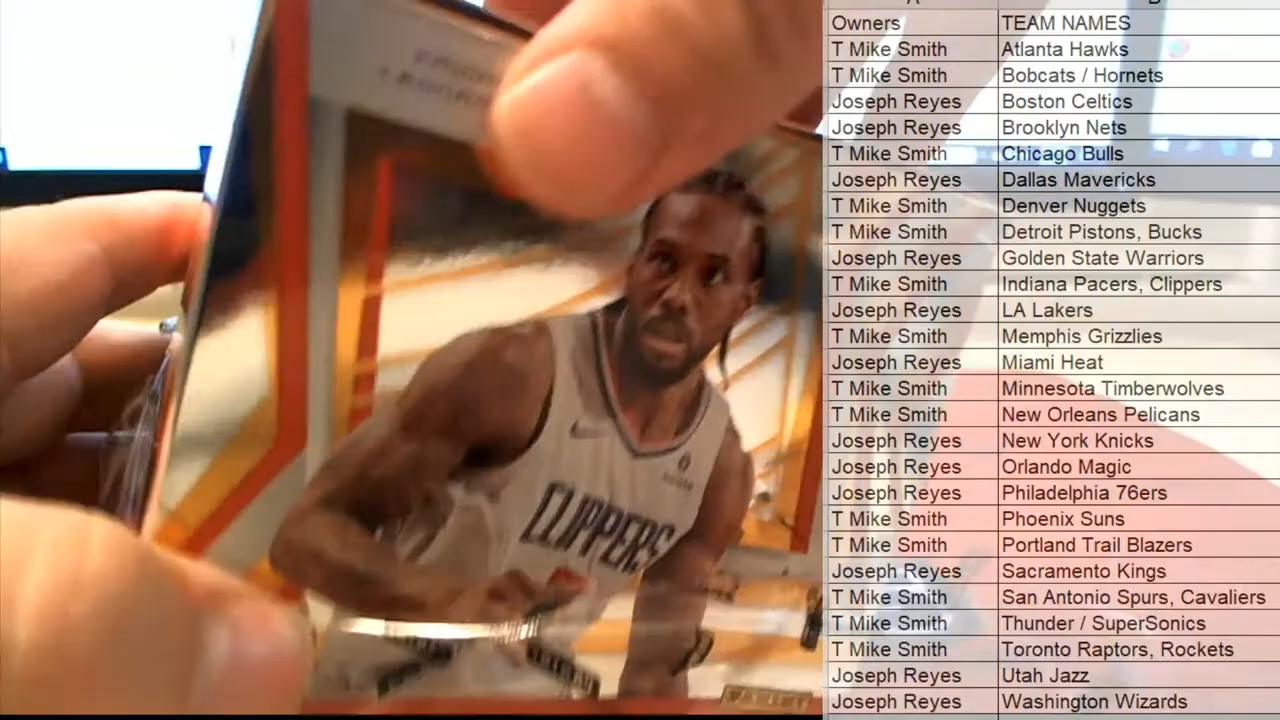 CLIPPERS
Owners TEAM NAMES
T Mike Smith Atlanta Hawks
T Mike Smith Bobcats / Hornets
Joseph Reyes Boston Celtics
Joseph Reyes Brooklyn Nets
T Mike Smith Chicago Bulls
Joseph Reyes Dallas Mavericks
T Mike Smith Denver Nuggets
T Mike Smith Detroit Pistons, Bucks
Joseph Reyes Golden State Warriors
T Mike Smith Indiana Pacers, Clippers
Joseph Reyes LA Lakers
T Mike Smith Memphis Grizzlies
Joseph Reyes Miami Heat
T Mike Smith Minnesota Timberwolves
T Mike Smith New Orleans Pelicans
Joseph Reyes New York Knicks
Joseph Reyes Orlando Magic
Joseph Reyes Philadelphia 76ers
T Mike Smith Phoenix Suns
T Mike Smith Portland Trail Blazers
Joseph Reyes Sacramento Kings
T Mike Smith San Antonio Spurs, Cavaliers
T Mike Smith Thunder / SuperSonics
T Mike Smith Toronto Raptors, Rockets
Joseph Reyes Utah Jazz
Joseph Reyes Washington Wizards